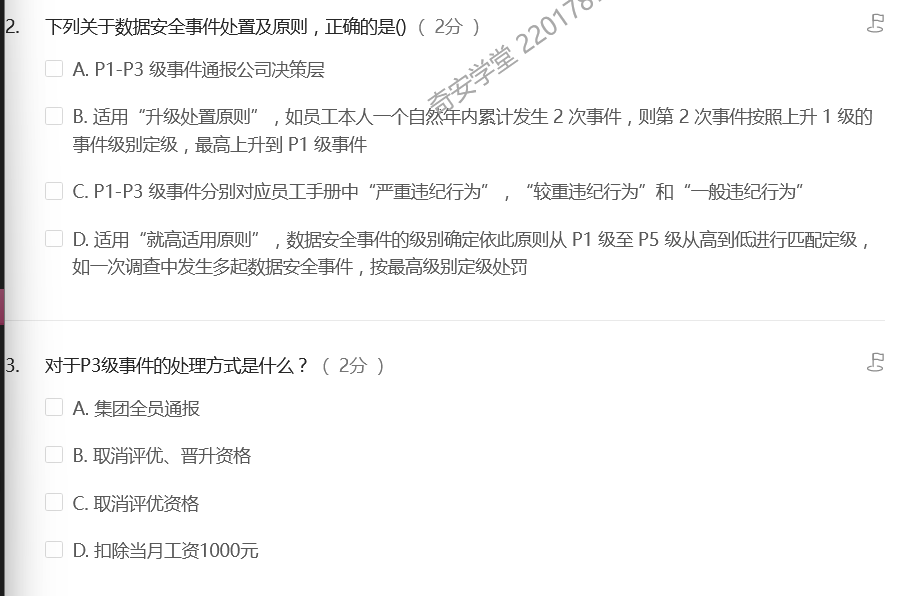 2. 下列关于数据安全事件处置及原则，正确的是() （ 2分 ）
A. P1-P3 级事件通报公司决策层
B. 适用“升级处置原则”，如员工本人一个自然年内累计发生 2 次事件，则第 2 次事件按照上升 1 级的
事件级别定级，最高上升到 P1 级事件
C. P1-P3 级事件分别对应员工手册中“严重违纪行为”，“较重违纪行为”和“一般违纪行为”
D. 适用“就高适用原则”，数据安全事件的级别确定依此原则从 P1 级至 P5 级从高到低进行匹配定级，
如一次调查中发生多起数据安全事件，按最高级别定级处罚
奇安学堂 220178
3. 对于P3级事件的处理方式是什么？ （ 2分 ）
A. 集团全员通报
B. 取消评优、晋升资格
C. 取消评优资格
D. 扣除当月工资1000元